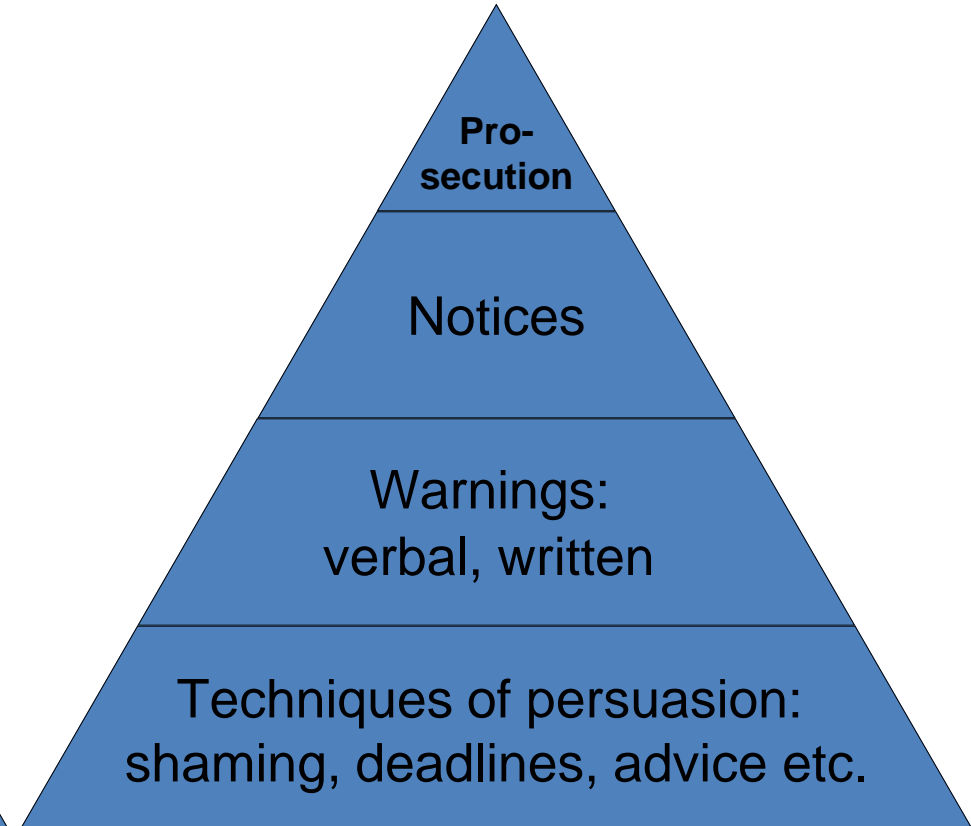 Pro-
secution
Notices
Warnings:
verbal, written
Techniques of persuasion:
shaming, deadlines, advice etc.